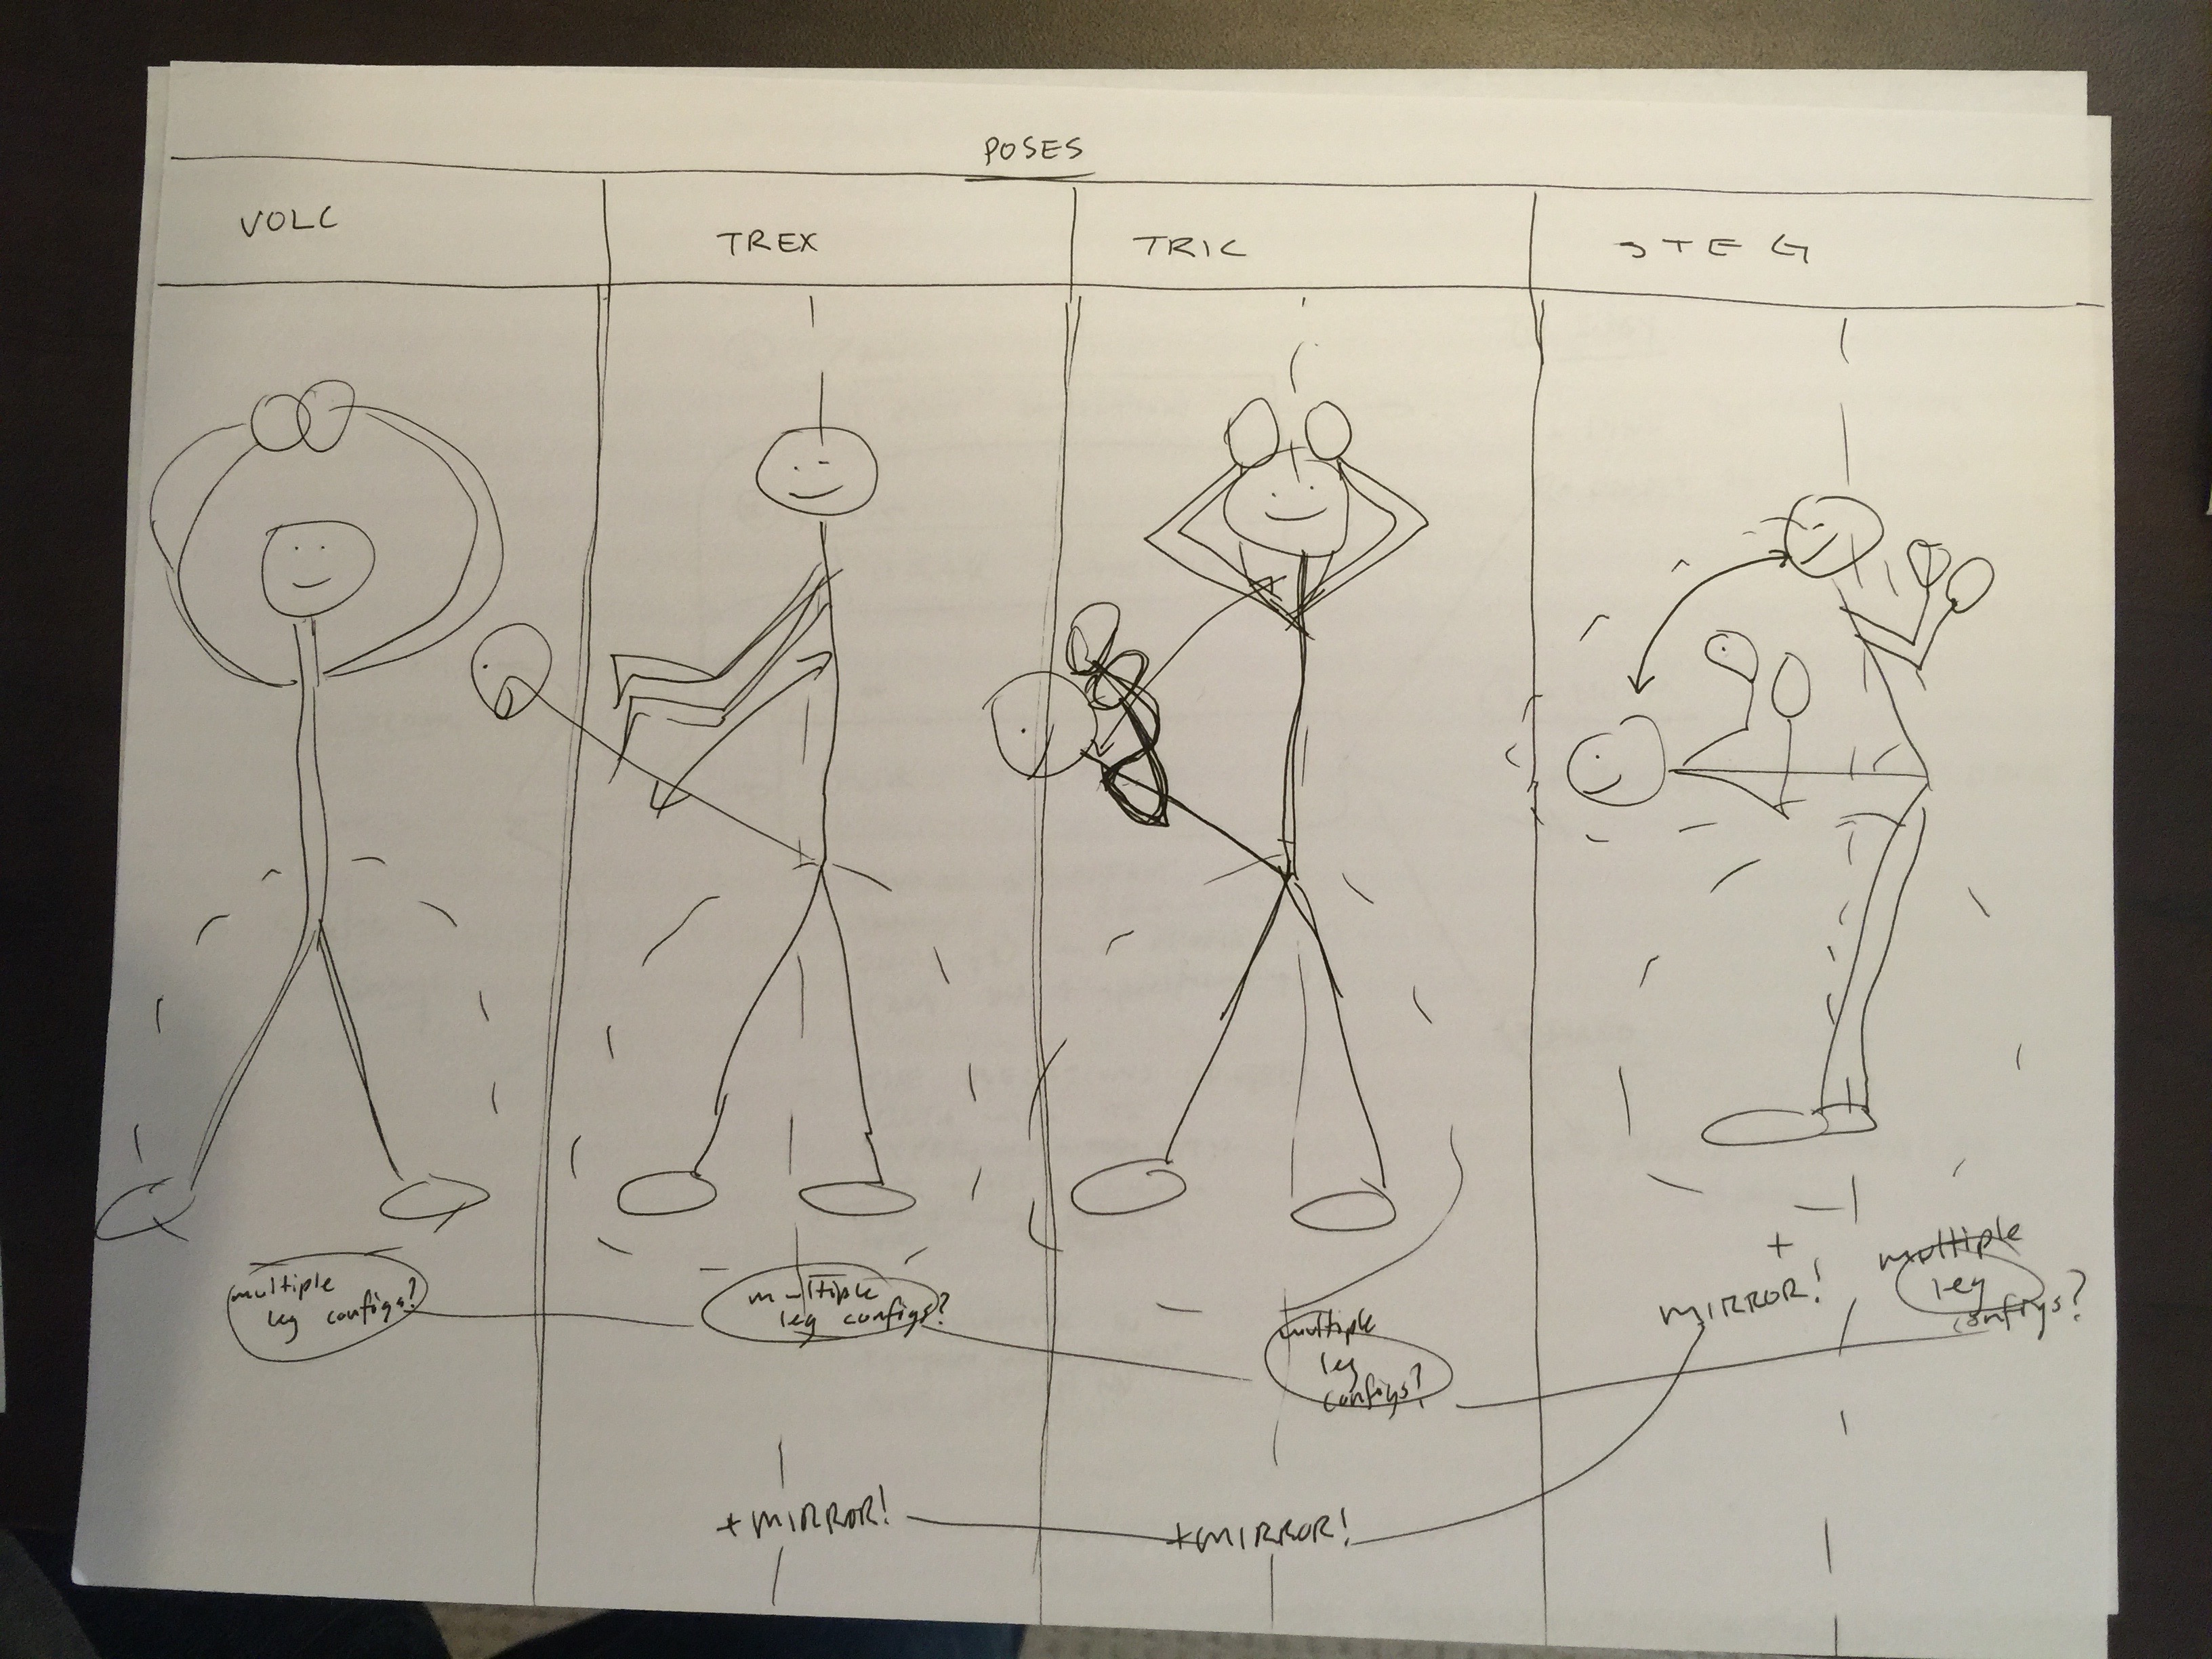 POSES
VOLC
TREX
TRIC
STEG
multiple
leg configs?
multiple
leg configs?
multiple
leg
configs?
+
MIRROR!
multiple
leg
configs?
+MIRROR!
+MIRROR!